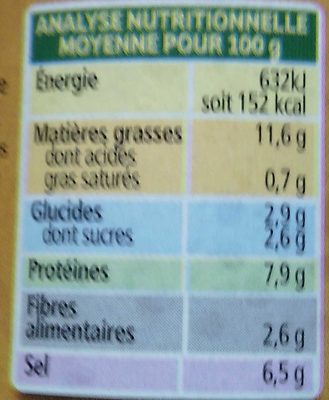 ANALYSE NUTRITIONNELLE
MOYENNE POUR 100 g
Énergie 632kJ
soit 152 kcal
Matières grasses 11,6 g
dont acides
gras saturés 0,7 g
Glucides 2,9 g
dont sucres 2,6 g
Protéines 7,9 g
Fibres
alimentaires 2,6 g
Sel 6,5 g